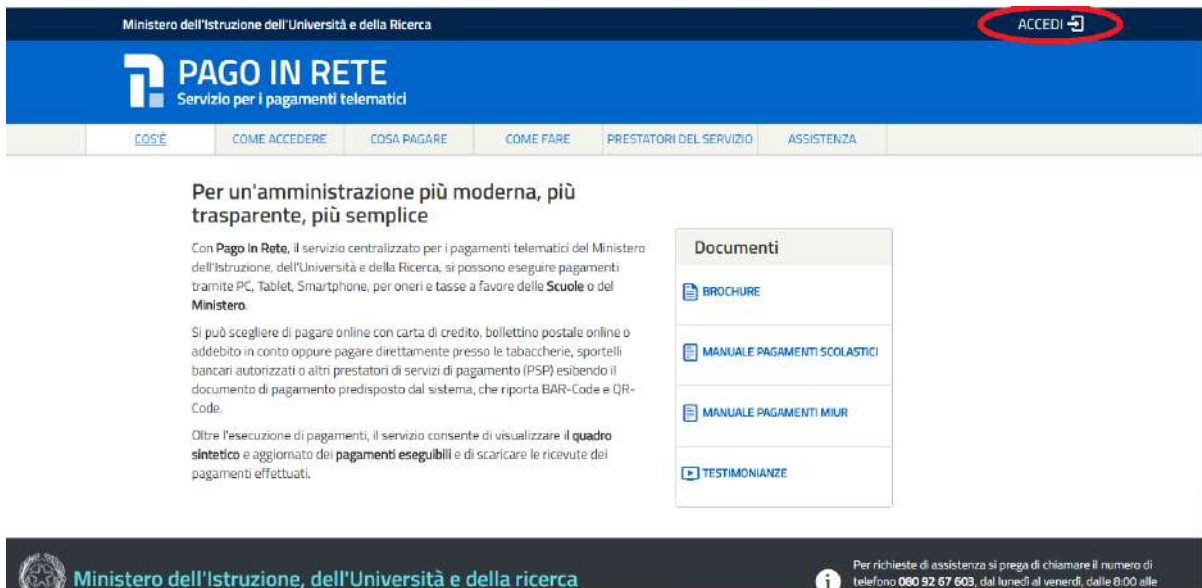 Ministero dell'Istruzione dell'Università e della Ricerca
ACCEDI
PAGO IN RETE
Servizio per i pagamenti telematici
COS'È
COME ACCEDERE
COSA PAGARE
COME FARE
PRESTATORI DEL SERVIZIO
ASSISTENZA
Per un'amministrazione più moderna, più
trasparente, più semplice
Con Pago In Rete, il servizio centralizzato per i pagamenti telematici del Ministero
dell'Istruzione, dell'Università e della Ricerca, si possono eseguire pagamenti
tramite PC, Tablet, Smartphone, per oneri e tasse a favore delle Scuole o del
Ministero.
Si può scegliere di pagare online con carta di credito, bollettino postale online o
addebito in conto oppure pagare direttamente presso le tabaccherie, sportelli
bancari autorizzati o altri prestatori di servizi di pagamento (PSP) esibendo il
documento di pagamento predisposto dal sistema, che riporta BAR-Code e QR-
Code.
Oltre l'esecuzione di pagamenti, il servizio consente di visualizzare il quadro
sintetico e aggiornato dei pagamenti eseguibili e di scaricare le ricevute dei
pagamenti effettuati.
Documenti
BROCHURE
MANUALE PAGAMENTI SCOLASTICI
MANUALE PAGAMENTI MIUR
TESTIMONIANZE
Ministero dell'Istruzione, dell'Università e della ricerca
Per richieste di assistenza si prega di chiamare il numero di
telefono 080 92 67 603, dal lunedì al venerdì, dalle 8:00 alle